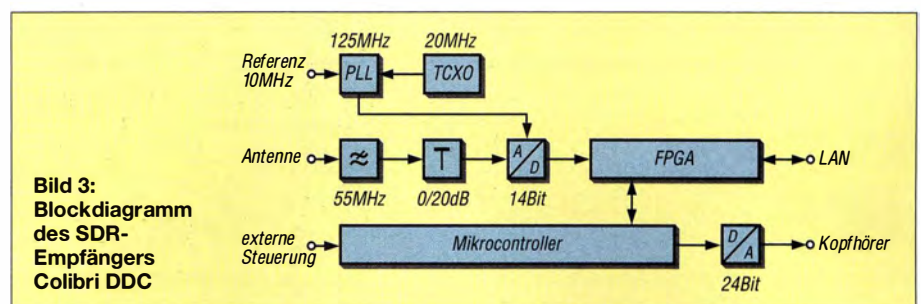 125MHz
20MHz
Referenz
10MHz
PLL
TCXO
Antenne
≈
T
A/D
FPGA
LAN
55MHz
0/20dB
14Bit
Bild 3:
Blockdiagramm
des SDR-
Empfängers
Colibri DDC
externe
Steuerung
Mikrocontroller
D/A
Kopfhörer
24Bit